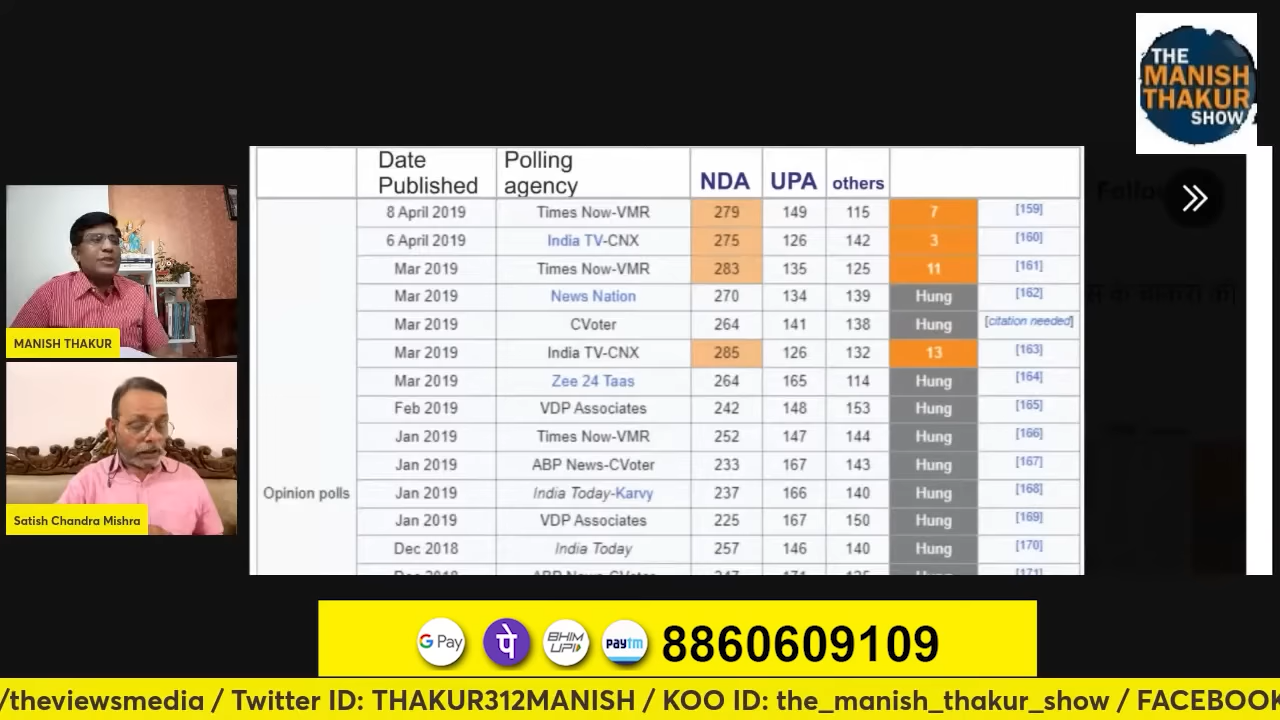 THE
MANISH
THAKUR
SHOW
MANISH THAKUR
Satish Chandra Mishra
Date Published Polling agency NDA UPA others
8 April 2019 Times Now-VMR 279 149 115 7 [159]
6 April 2019 India TV-CNX 275 126 142 3 [160]
Mar 2019 Times Now-VMR 283 135 125 11 [161]
Mar 2019 News Nation 270 134 139 Hung [162]
Mar 2019 CVoter 264 141 138 Hung [citation needed]
Mar 2019 India TV-CNX 285 126 132 13 [163]
Mar 2019 Zee 24 Taas 264 165 114 Hung [164]
Feb 2019 VDP Associates 242 148 153 Hung [165]
Jan 2019 Times Now-VMR 252 147 144 Hung [166]
Jan 2019 ABP News-CVoter 233 167 143 Hung [167]
Opinion polls Jan 2019 India Today-Karvy 237 166 140 Hung [168]
Jan 2019 VDP Associates 225 167 150 Hung [169]
Dec 2018 India Today 257 146 140 Hung [170]
G Pay पे BHIM UPI paytm 8860609109
/theviewsmedia / Twitter ID: THAKUR312MANISH / KOO ID: the_manish_thakur_show / FACEBOOK